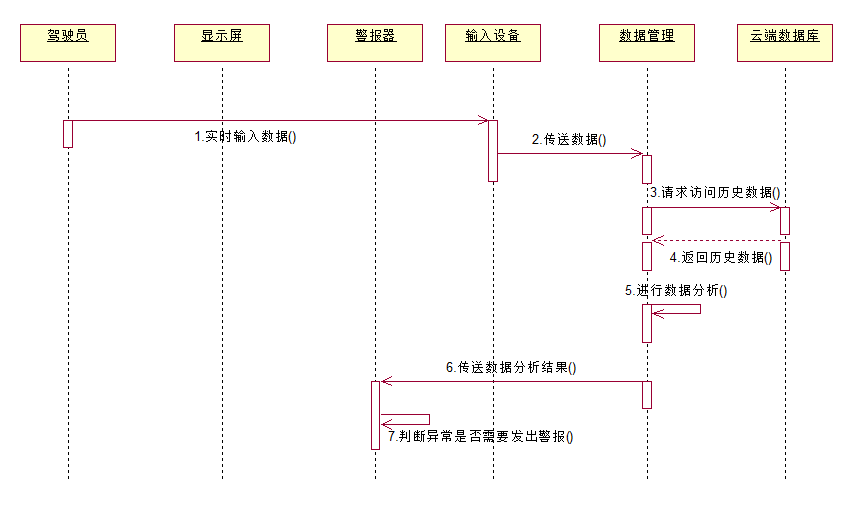 驾驶员
显示屏
警报器
输入设备
数据管理
云端数据库
1.实时输入数据()
2.传送数据()
3.请求访问历史数据()
4.返回历史数据()
5.进行数据分析()
6.传送数据分析结果()
7.判断异常是否需要发出警报()